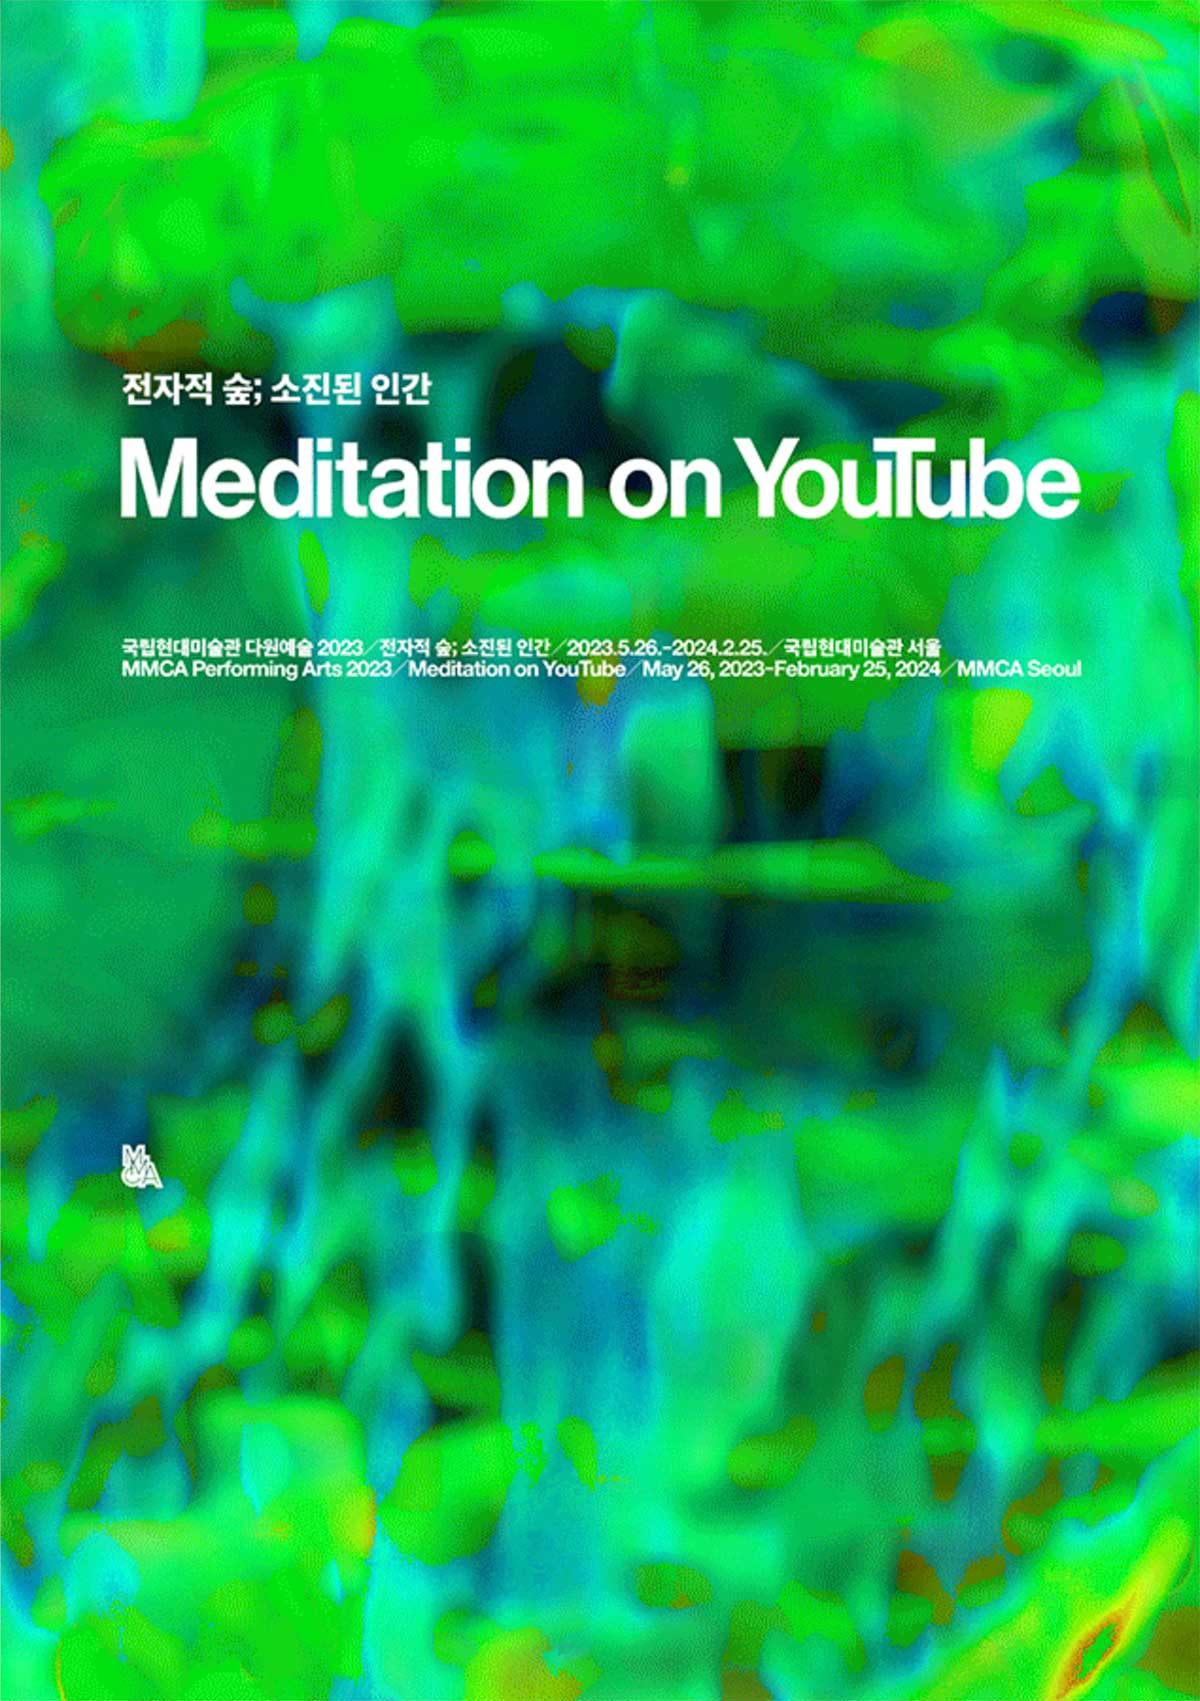 전자적 숲; 소진된 인간
Meditation on YouTube
국립현대미술관 다원예술 2023/전자적 숲; 소진된 인간/2023.5.26.-2024.2.25./국립현대미술관 서울
MMCA Performing Arts 2023/Meditation on YouTube/May 26, 2023-February 25, 2024/MMCA Seoul
MMCA